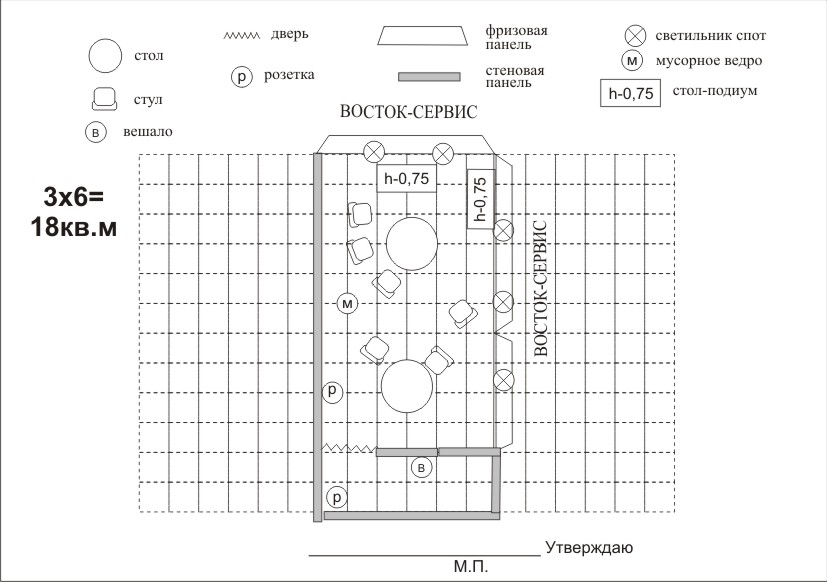 дверь
фризовая
панель
светильник спот
стол
р
розетка
стеновая
панель
м
мусорное ведро
стул
h-0,75
стол-подиум
в
вешало
ВОСТОК-СЕРВИС
3х6=
18кв.м
h-0,75
h-0,75
ВОСТОК-СЕРВИС
м
р
в
р
Утверждаю
М.П.